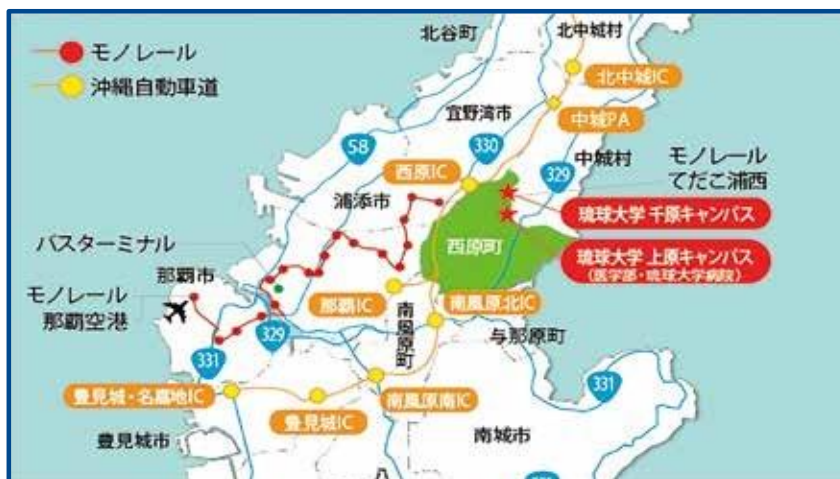 モノレール
沖縄自動車道
北谷町
北中城村
北中城IC
宜野湾市
中城PA
58
330
中城村
西原IC
329
モノレール
てだこ浦西
浦添市
琉球大学 千原キャンパス
バスターミナル
西原町
琉球大学 上原キャンパス
(医学部・琉球大学病院)
那覇市
モノレール
那覇空港
那覇IC
南風原町
南風原北IC
329
与那原町
331
331
豊見城・名嘉地IC
豊見城IC
南風原南IC
豊見城市
南城市